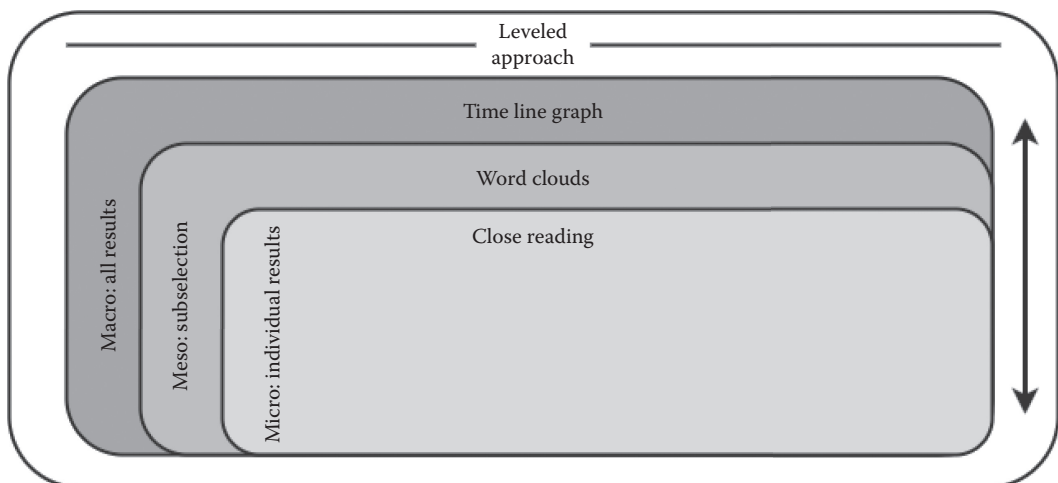 Leveled
approach
Time line graph
Word clouds
Close reading
Macro: all results
Meso: subselection
Micro: individual results